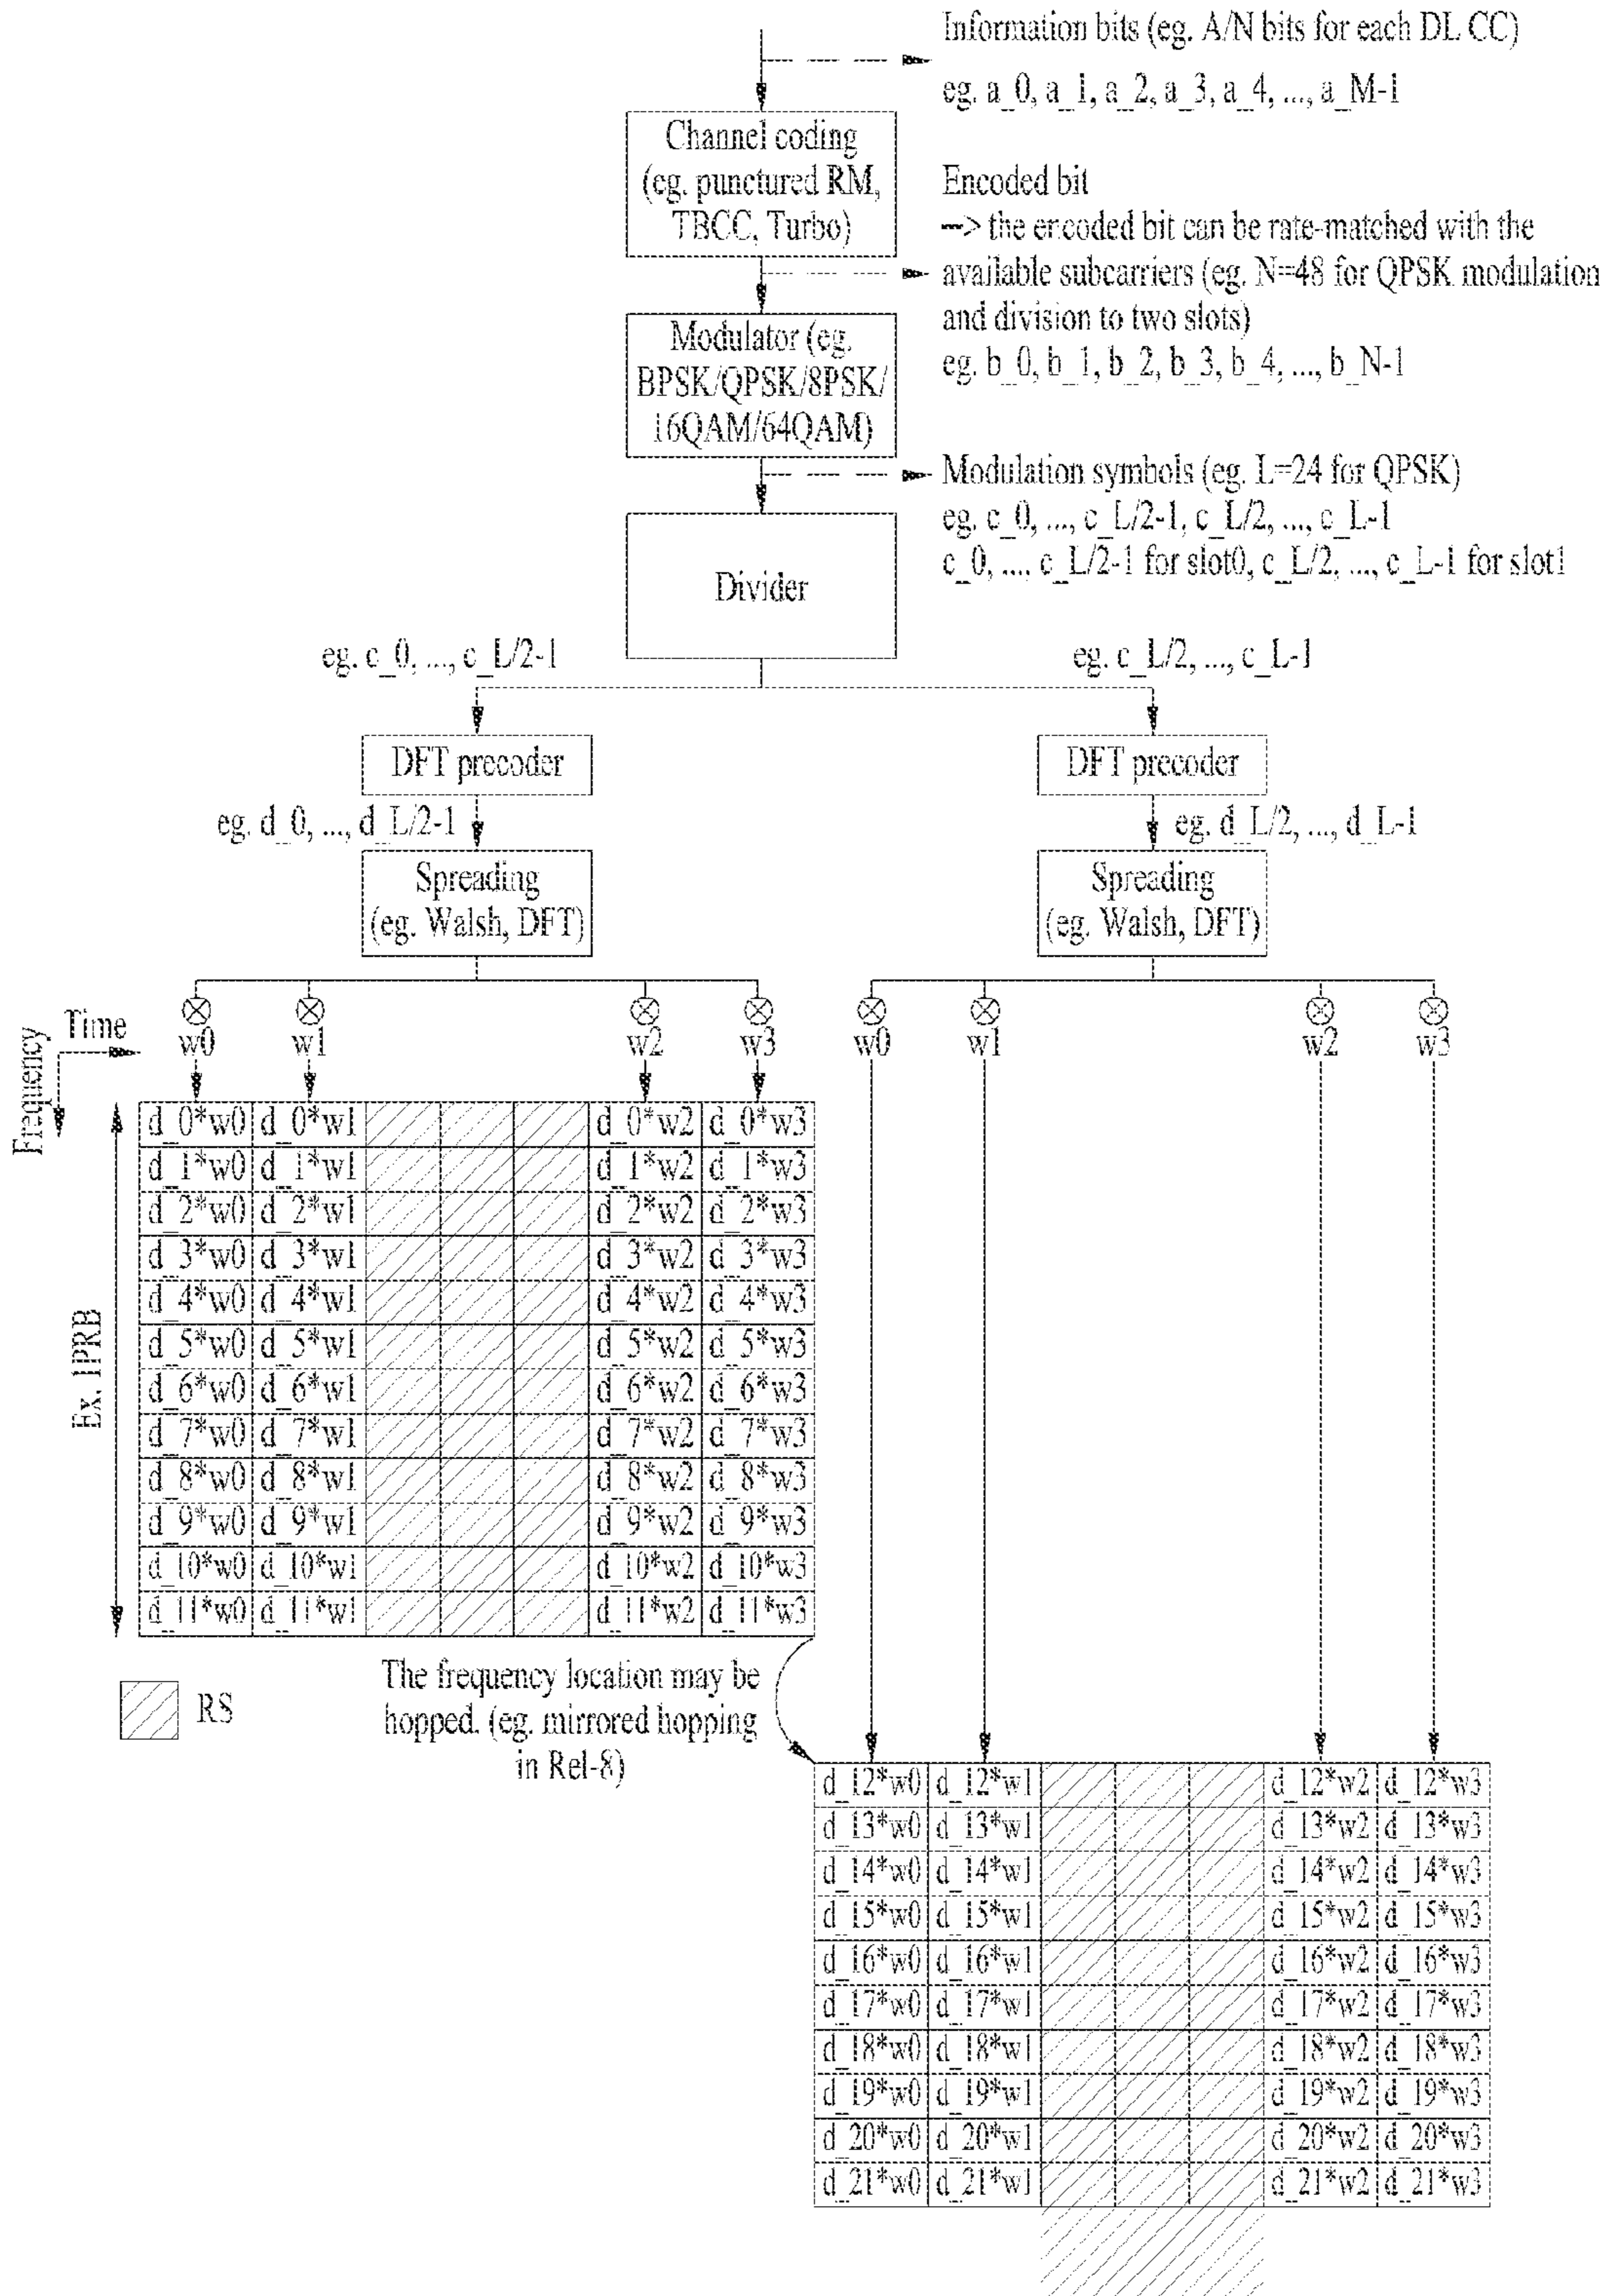 Information bits (eg. A/N bits for each DL CC)
eg. a_0, a_1, a_2, a_3, a_4, ..., a_M-1
Channel coding
(eg. punctured RM,
TBCC, Turbo)
Encoded bit
--> the encoded bit can be rate-matched with the
available subcarriers (eg. N=48 for QPSK modulation
and division to two slots)
eg. b_0, b_1, b_2, b_3, b_4, ..., b_N-1
Modulator (eg.
BPSK/QPSK/8PSK/
16QAM/64QAM)
Modulation symbols (eg. L=24 for QPSK)
eg. c_0, ..., c_L/2-1, c_L/2, ..., c_L-1
c_0, ..., c_L/2-1 for slot0, c_L/2, ..., c_L-1 for slot1
Divider
eg. c_0, ..., c_L/2-1
eg. c_L/2, ..., c_L-1
DFT precoder
DFT precoder
eg. d_0, ..., d_L/2-1
eg. d_L/2, ..., d_L-1
Spreading
(eg. Walsh, DFT)
Spreading
(eg. Walsh, DFT)
Time
Frequency
w0 w1 w2 w3 w0 w1 w2 w3
d_0*w0 d_0*w1 d_0*w2 d_0*w3
d_1*w0 d_1*w1 d_1*w2 d_1*w3
d_2*w0 d_2*w1 d_2*w2 d_2*w3
d_3*w0 d_3*w1 d_3*w2 d_3*w3
d_4*w0 d_4*w1 d_4*w2 d_4*w3
d_5*w0 d_5*w1 d_5*w2 d_5*w3
d_6*w0 d_6*w1 d_6*w2 d_6*w3
d_7*w0 d_7*w1 d_7*w2 d_7*w3
d_8*w0 d_8*w1 d_8*w2 d_8*w3
d_9*w0 d_9*w1 d_9*w2 d_9*w3
d_10*w0 d_10*w1 d_10*w2 d_10*w3
d_11*w0 d_11*w1 d_11*w2 d_11*w3
Ex. 1PRB
RS
The frequency location may be
hopped. (eg. mirrored hopping
in Rel-8)
d_12*w0 d_12*w1 d_12*w2 d_12*w3
d_13*w0 d_13*w1 d_13*w2 d_13*w3
d_14*w0 d_14*w1 d_14*w2 d_14*w3
d_15*w0 d_15*w1 d_15*w2 d_15*w3
d_16*w0 d_16*w1 d_16*w2 d_16*w3
d_17*w0 d_17*w1 d_17*w2 d_17*w3
d_18*w0 d_18*w1 d_18*w2 d_18*w3
d_19*w0 d_19*w1 d_19*w2 d_19*w3
d_20*w0 d_20*w1 d_20*w2 d_20*w3
d_21*w0 d_21*w1 d_21*w2 d_21*w3